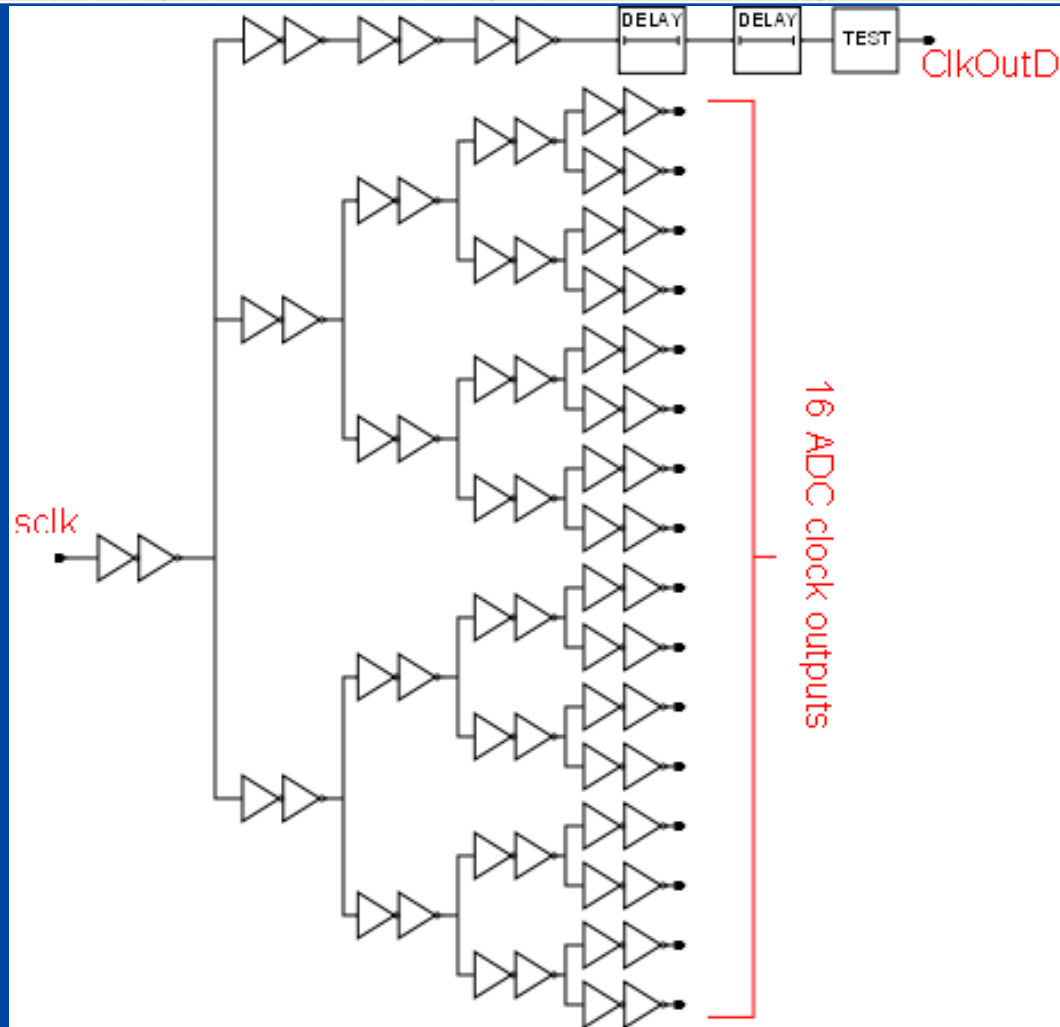 DELAY
DELAY
TEST
ClkOutD
sclk
16 ADC clock outputs